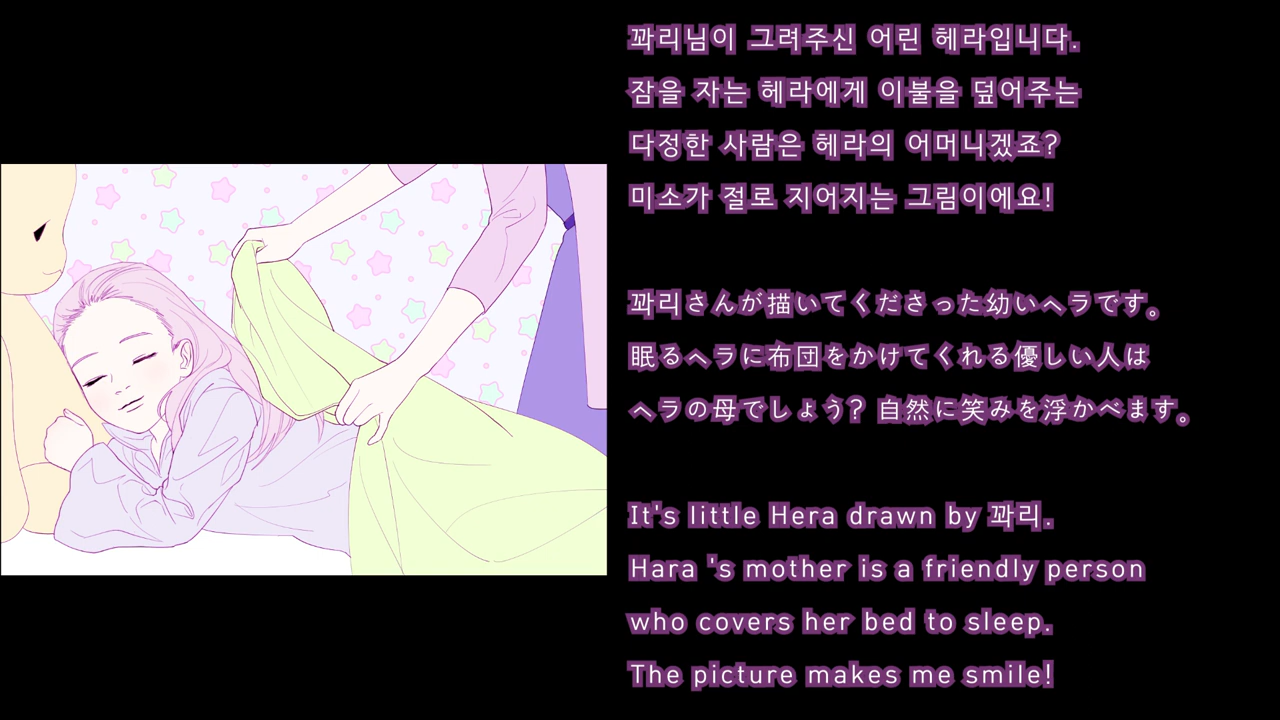 꽈리님이 그려주신 어린 헤라입니다.
잠을 자는 헤라에게 이불을 덮어주는
다정한 사람은 헤라의 어머니겠죠?
미소가 절로 지어지는 그림이에요!
꽈리さんが描いてくださった幼いヘラです。
眠るヘラに布団をかけてくれる優しい人は
ヘラの母でしょう? 自然に笑みを浮かべます。
It's little Hera drawn by 꽈리.
Hara 's mother is a friendly person
who covers her bed to sleep.
The picture makes me smile!